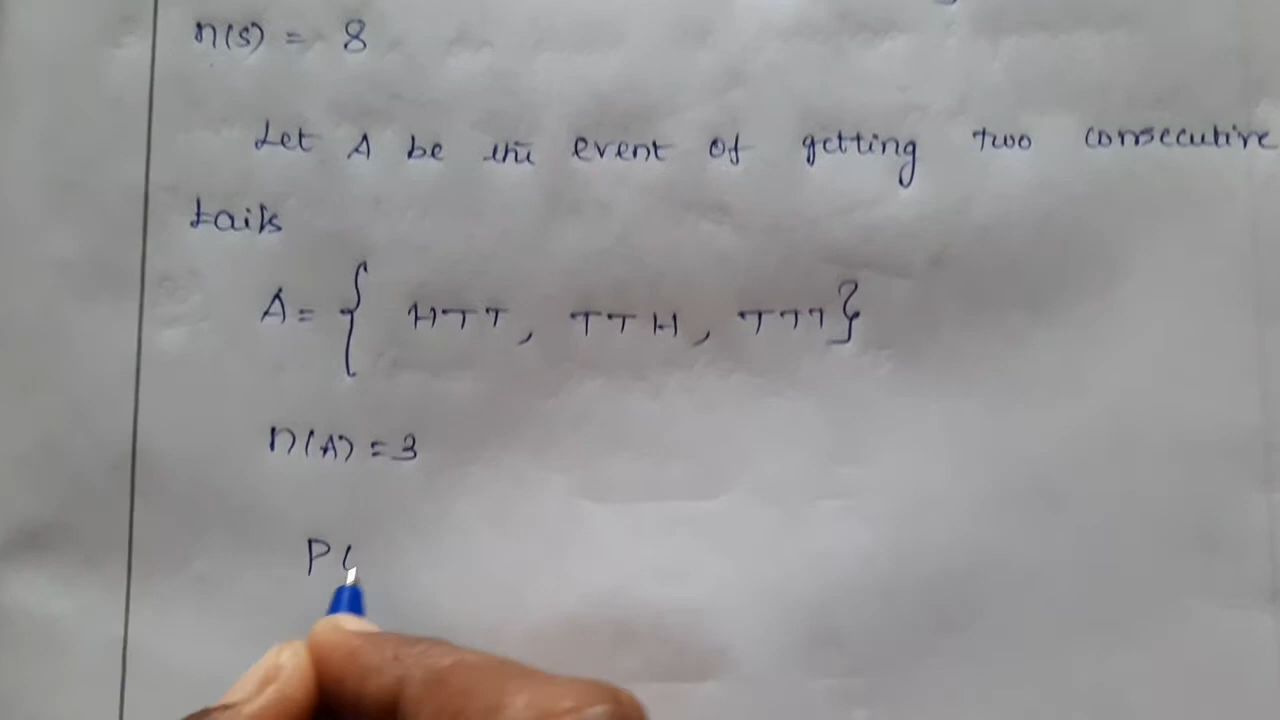 n(s) = 8
Let A be the event of getting two consecutive
tails
A = { HTT, TTH, TTT}
n(A) = 3
P(